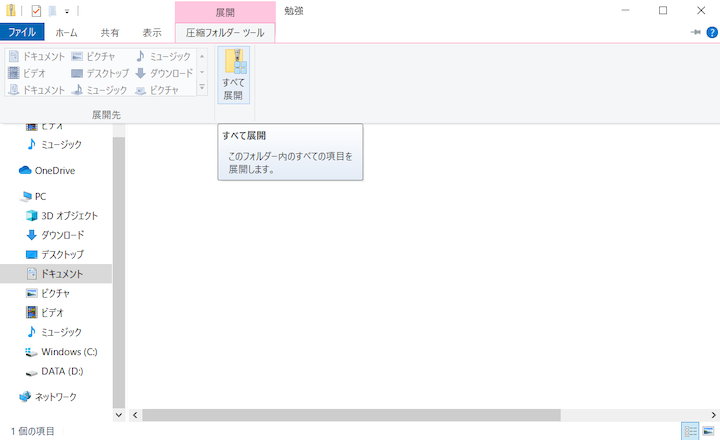 展開
勉強
ファイル
ホーム
共有
表示
圧縮フォルダー ツール
ドキュメント
ピクチャ
ミュージック
ビデオ
デスクトップ
ダウンロード
ドキュメント
ミュージック
ピクチャ
展開先
すべて
展開
すべて展開
このフォルダー内のすべての項目を
展開します。
ビデオ
ミュージック
OneDrive
PC
3D オブジェクト
ダウンロード
デスクトップ
ドキュメント
ピクチャ
ビデオ
ミュージック
Windows (C:)
DATA (D:)
ネットワーク
1 個の項目